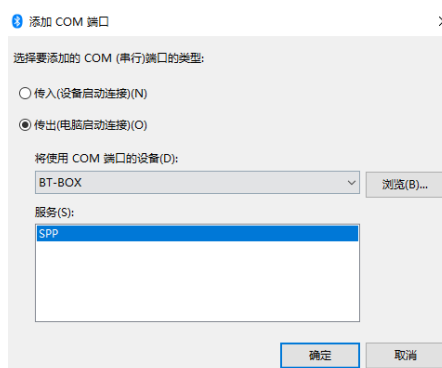 添加 COM 端口
选择要添加的 COM (串行)端口的类型:
传入(设备启动连接)(N)
传出(电脑启动连接)(O)
将使用 COM 端口的设备(D):
BT-BOX
浏览(B)...
服务(S):
SPP
确定
取消